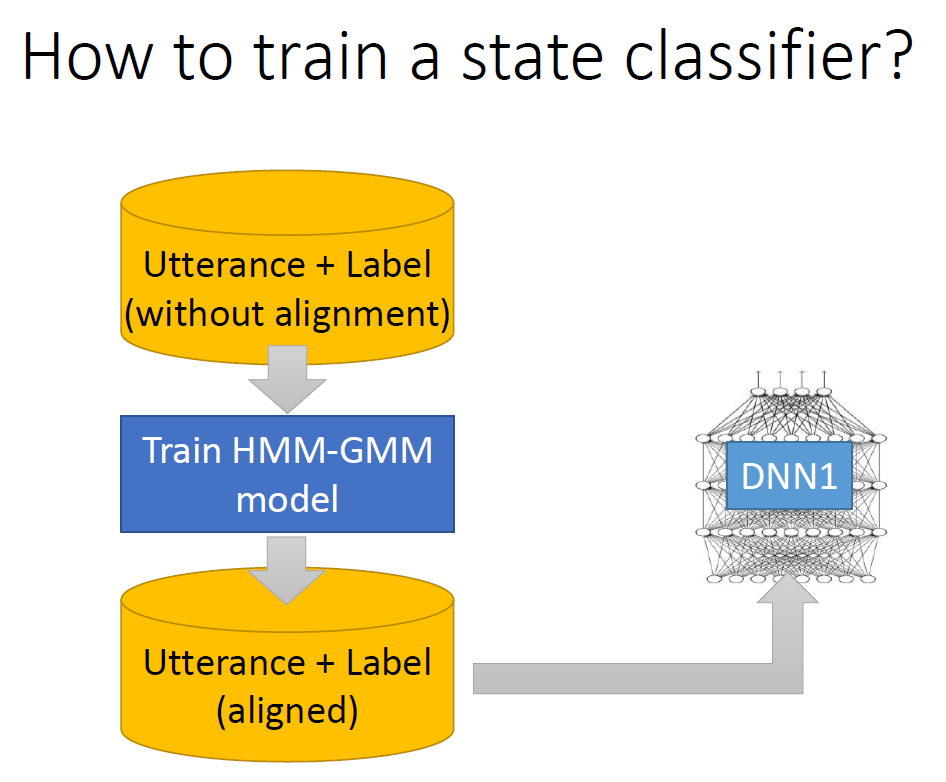 How to train a state classifier?
Utterance + Label
(without alignment)
Train HMM-GMM
model
DNN1
Utterance + Label
(aligned)